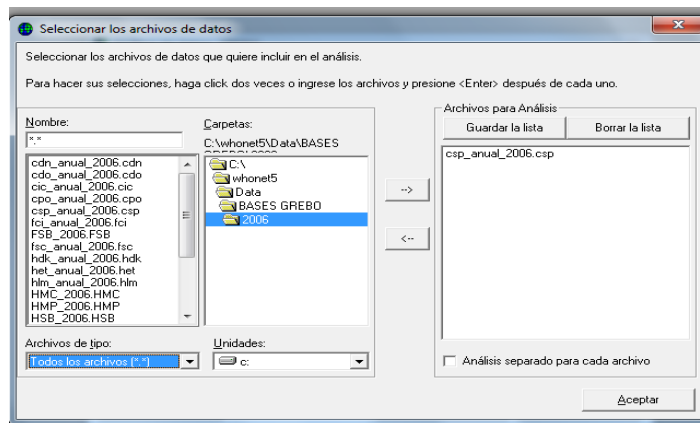 Seleccionar los archivos de datos
Seleccionar los archivos de datos que quiere incluir en el análisis.
Para hacer sus selecciones, haga click dos veces o ingrese los archivos y presione <Enter> después de cada uno.
Nombre:
*.*
cdn_anual_2006.cdn
cdo_anual_2006.cdo
cic_anual_2006.cic
cpo_anual_2006.cpo
csp_anual_2006.csp
fci_anual_2006.fci
FSB_2006.FSB
fsc_anual_2006.fsc
hdk_anual_2006.hdk
het_anual_2006.het
hlm_anual_2006.hlm
HMC_2006.HMC
HMP_2006.HMP
HSB_2006.HSB
Archivos de tipo:
Todos los archivos (*.*)
Carpetas:
C:\whonet5\Data\BASES
C:\
whonet5
Data
BASES GREBO
2006
Unidades:
c:
-->
<--
Archivos para Análisis
Guardar la lista
Borrar la lista
csp_anual_2006.csp
Análisis separado para cada archivo
Aceptar